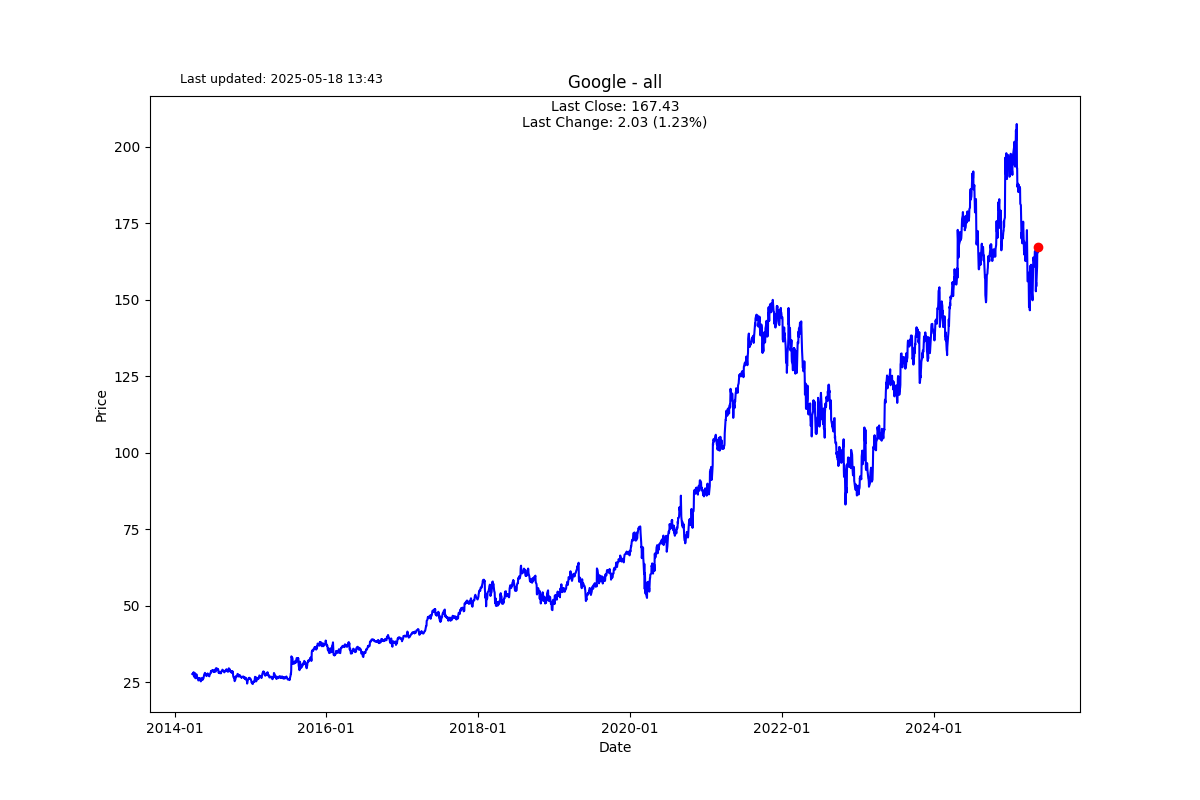 Last updated: 2025-05-18 13:43
Google - all
Last Close: 167.43
Last Change: 2.03 (1.23%)
Price
200
175
150
125
100
75
50
25
2014-01
2016-01
2018-01
2020-01
2022-01
2024-01
Date